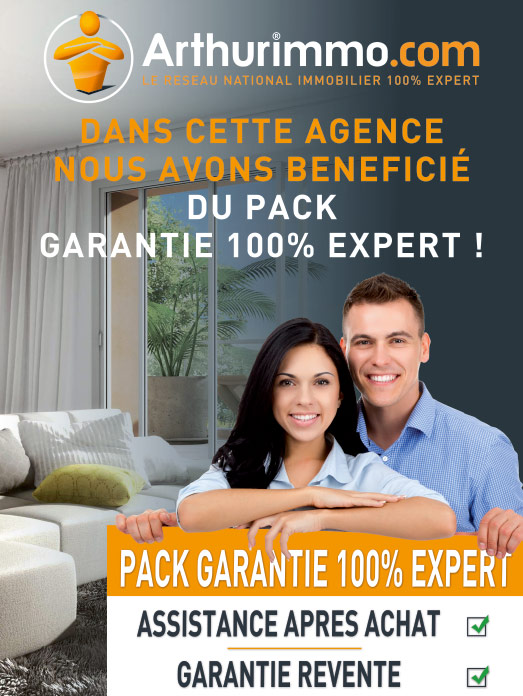 Arthurimmo.com
LE RESEAU NATIONAL IMMOBILIER 100% EXPERT
DANS CETTE AGENCE
NOUS AVONS BENEFICIÉ
DU PACK
GARANTIE 100% EXPERT !
PACK GARANTIE 100% EXPERT
ASSISTANCE APRES ACHAT
GARANTIE REVENTE